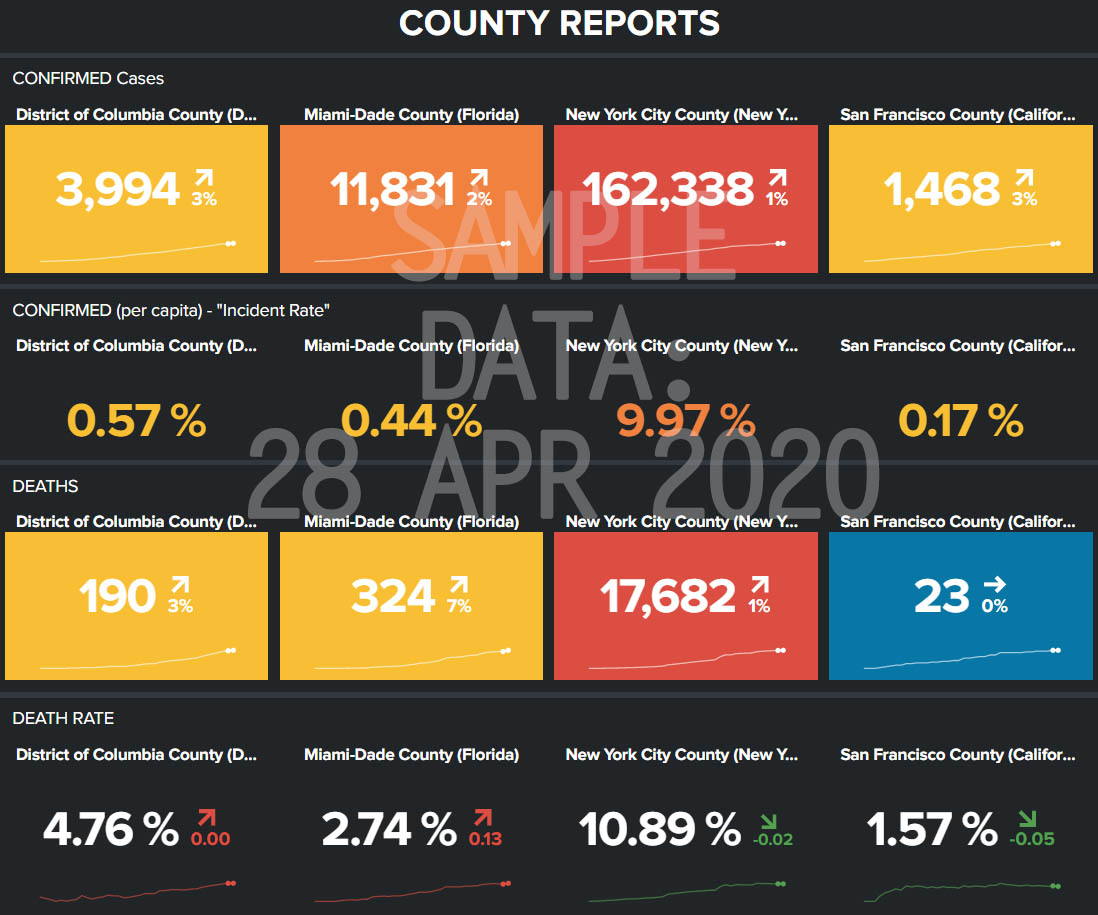 COUNTY REPORTS
CONFIRMED Cases
District of Columbia County (D... Miami-Dade County (Florida) New York City County (New Y... San Francisco County (Califor...
3,994 3% 11,831 2% 162,338 1% 1,468 3%
SAMPLE
CONFIRMED (per capita) - "Incident Rate"
District of Columbia County (D... Miami-Dade County (Florida) New York City County (New Y... San Francisco County (Califor...
DATA:
0.57 % 0.44 % 9.97 % 0.17 %
28 APR 2020
DEATHS
District of Columbia County (D... Miami-Dade County (Florida) New York City County (New Y... San Francisco County (Califor...
190 3% 324 7% 17,682 1% 23 0%
DEATH RATE
District of Columbia County (D... Miami-Dade County (Florida) New York City County (New Y... San Francisco County (Califor...
4.76 % 0.00 2.74 % 0.13 10.89 % -0.02 1.57 % -0.05